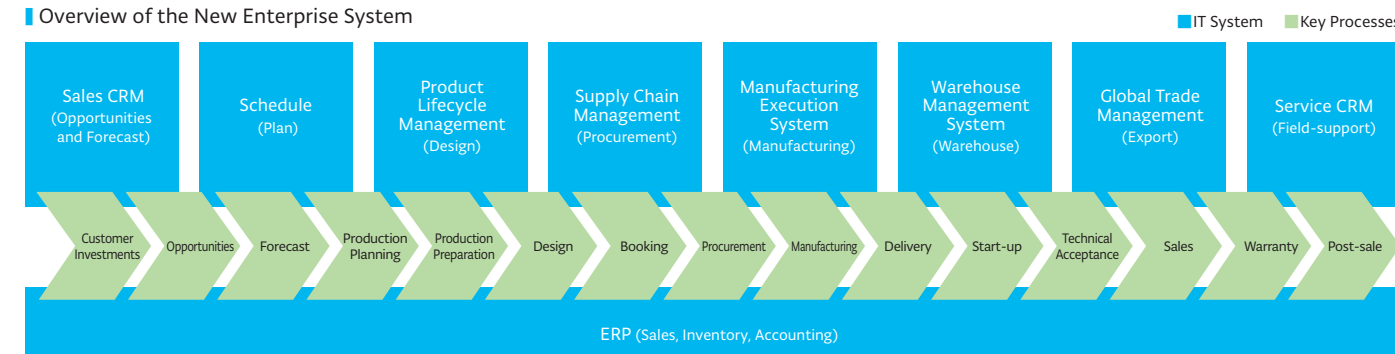 Overview of the New Enterprise System
IT System
Key Processes
Sales CRM
(Opportunities
and Forecast)
Schedule
(Plan)
Product
Lifecycle
Management
(Design)
Supply Chain
Management
(Procurement)
Manufacturing
Execution
System
(Manufacturing)
Warehouse
Management
System
(Warehouse)
Global Trade
Management
(Export)
Service CRM
(Field-support)
Customer
Investments
Opportunities
Forecast
Production
Planning
Production
Preparation
Design
Booking
Procurement
Manufacturing
Delivery
Start-up
Technical
Acceptance
Sales
Warranty
Post-sale
ERP (Sales, Inventory, Accounting)